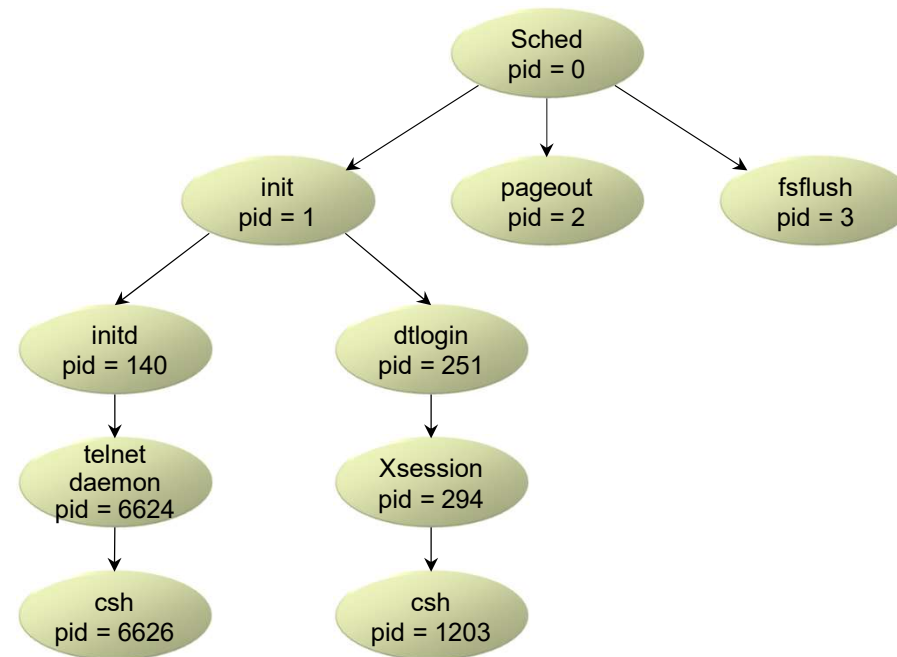 Sched
pid = 0
init
pid = 1
pageout
pid = 2
fsflush
pid = 3
initd
pid = 140
dtlogin
pid = 251
telnet
daemon
pid = 6624
Xsession
pid = 294
csh
pid = 6626
csh
pid = 1203